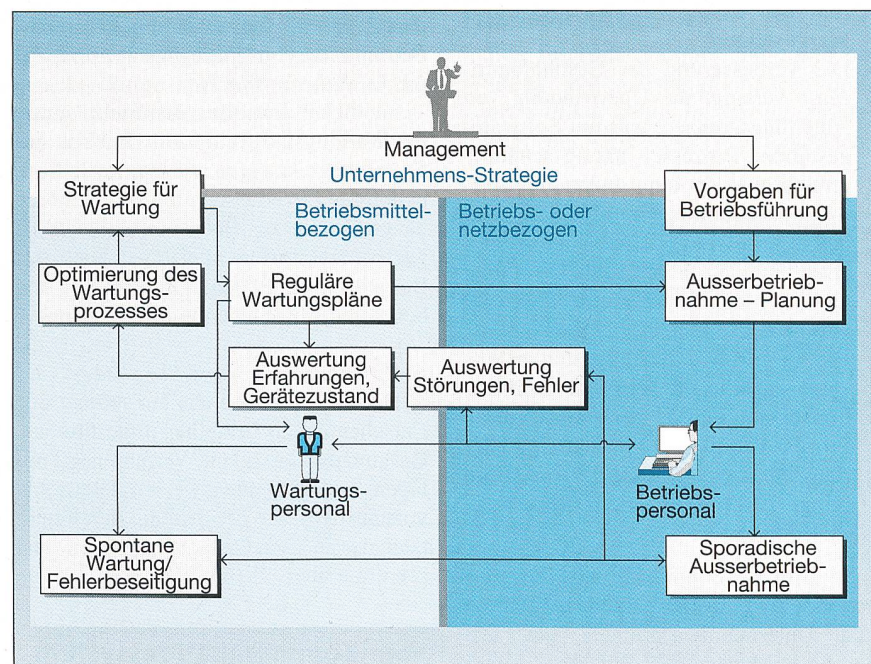 Management
Unternehmens-Strategie
Strategie für
Wartung
Vorgaben für
Betriebsführung
Betriebsmittel-
bezogen
Betriebs- oder
netzbezogen
Optimierung des
Wartungs-
prozesses
Reguläre
Wartungspläne
Ausserbetrieb-
nahme – Planung
Auswertung
Erfahrungen,
Gerätezustand
Auswertung
Störungen, Fehler
Wartungs-
personal
Betriebs-
personal
Spontane
Wartung/
Fehlerbeseitigung
Sporadische
Ausserbetrieb-
nahme